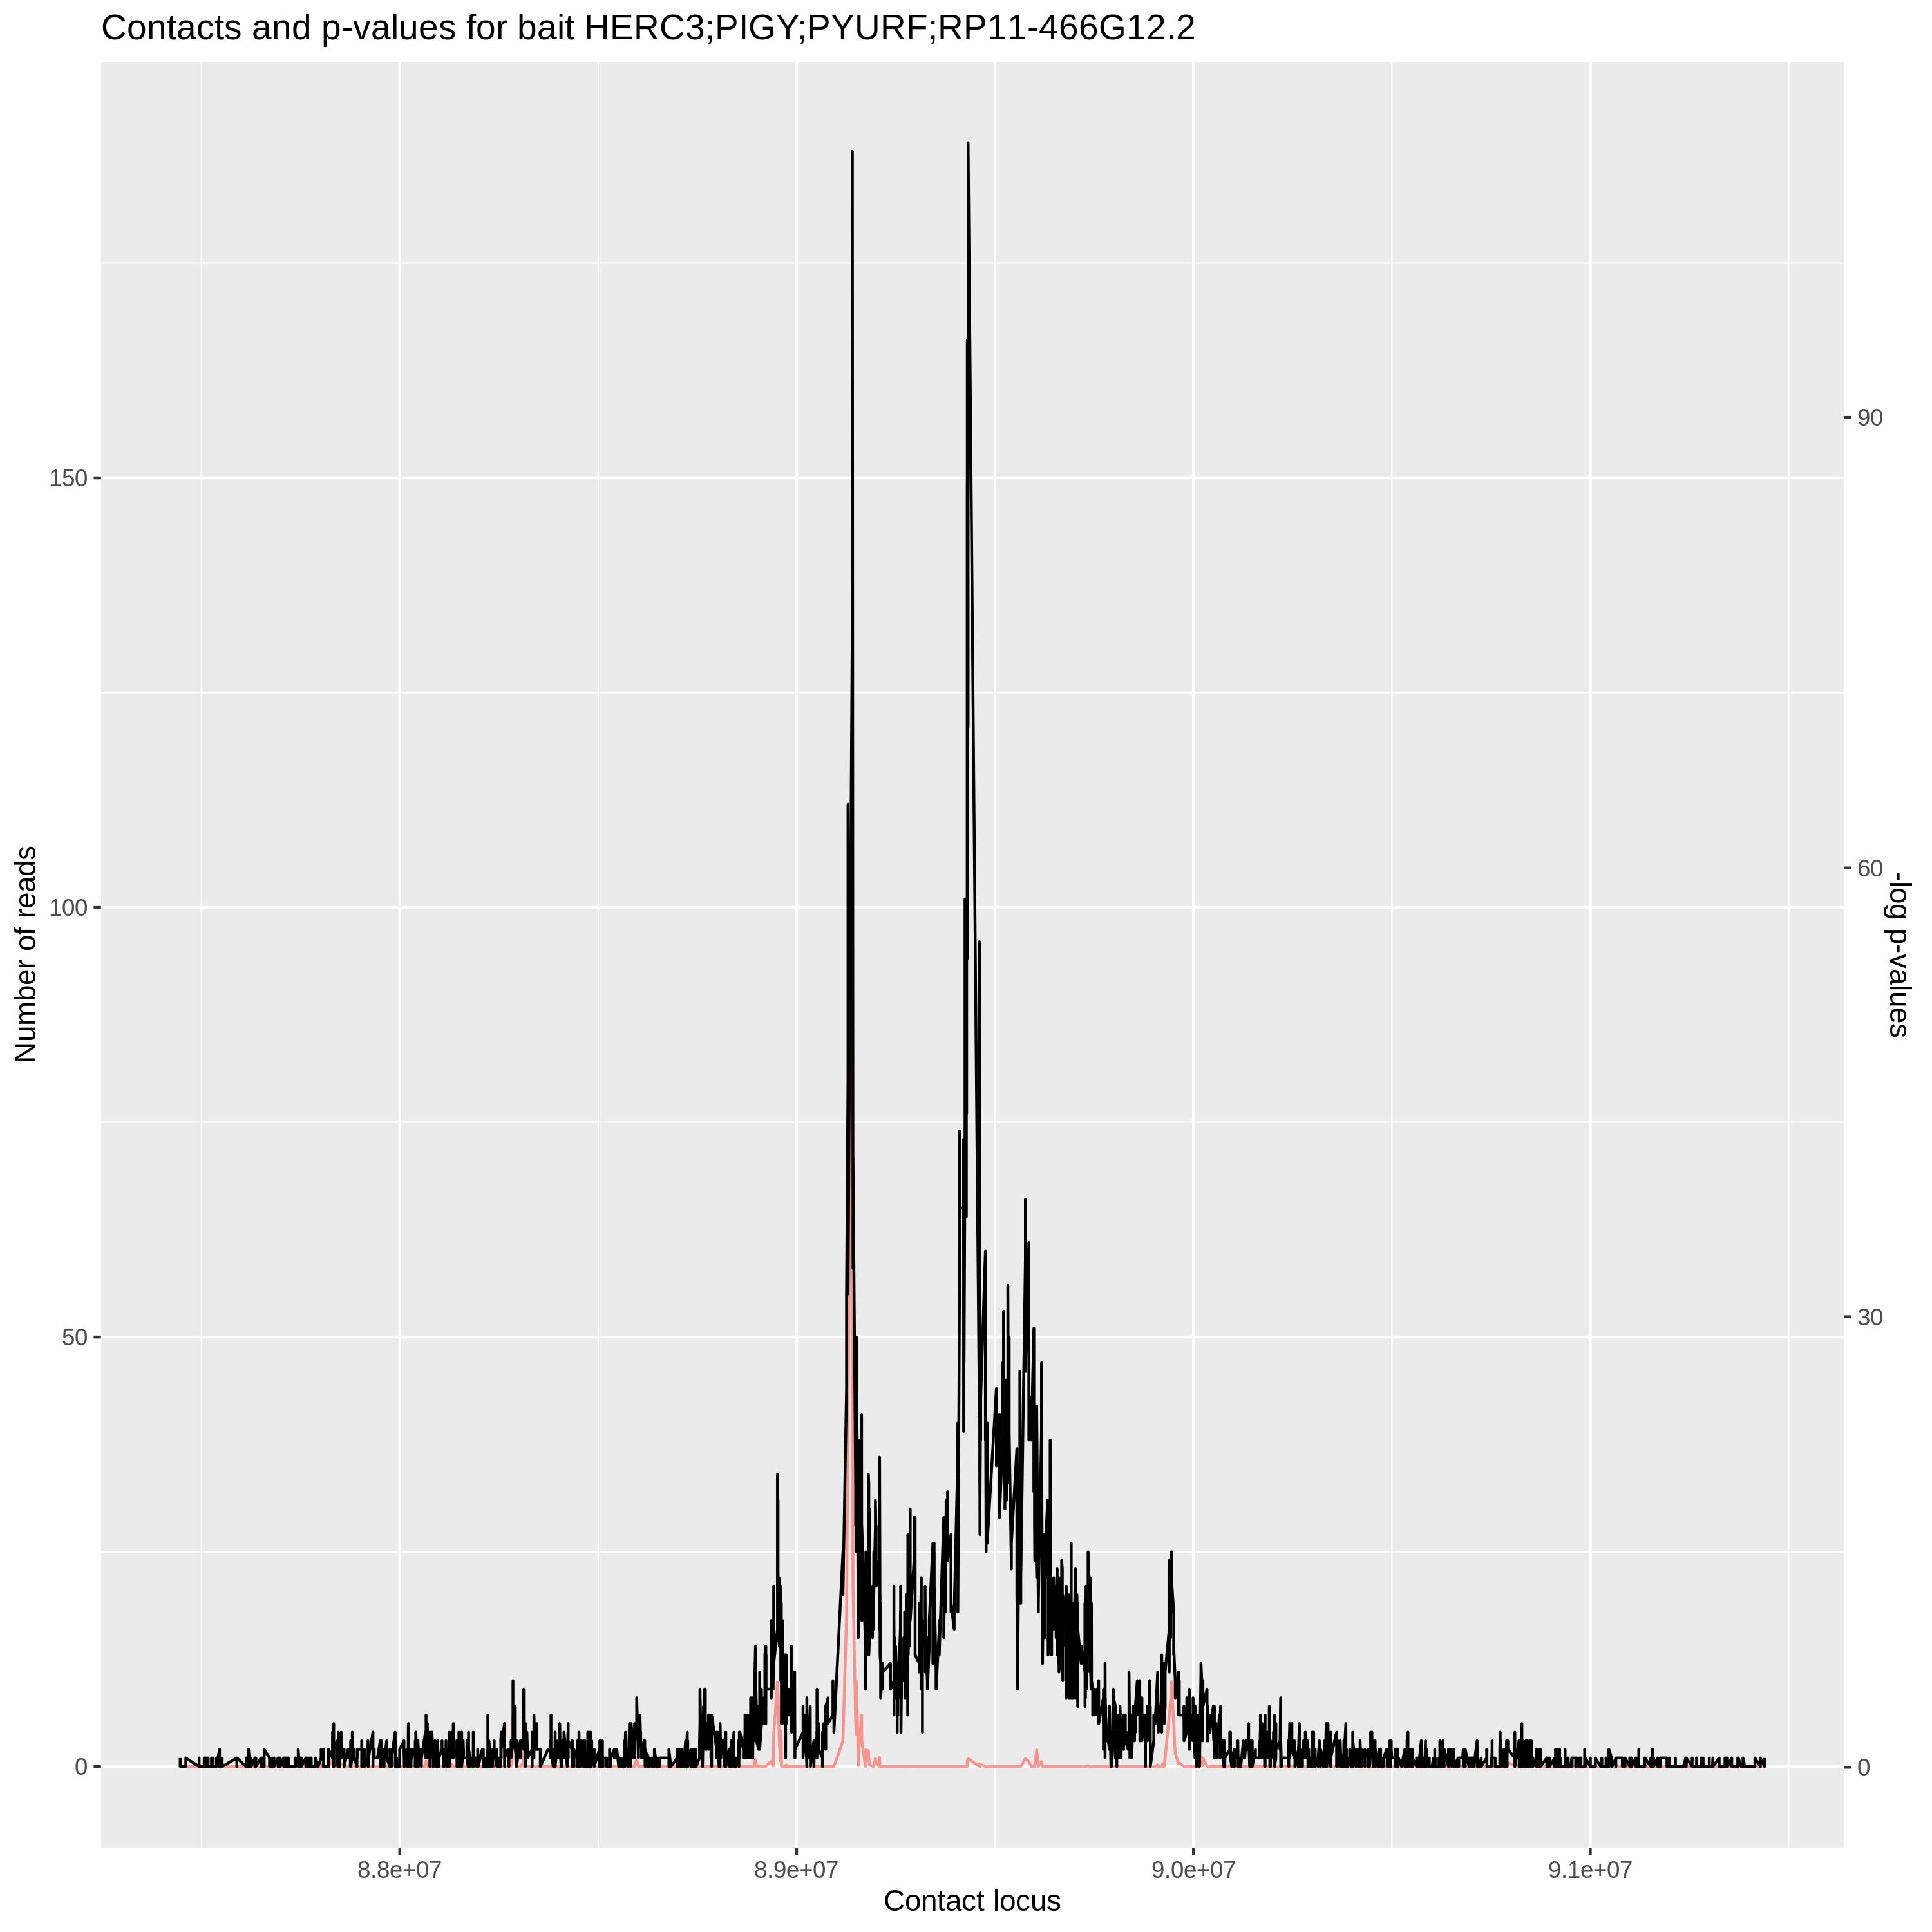 Contacts and p-values for bait HERC3;PIGY;PYURF;RP11-466G12.2
Number of reads
150
100
50
0
90
60
30
0
-log p-values
8.8e+07 8.9e+07 9.0e+07 9.1e+07
Contact locus